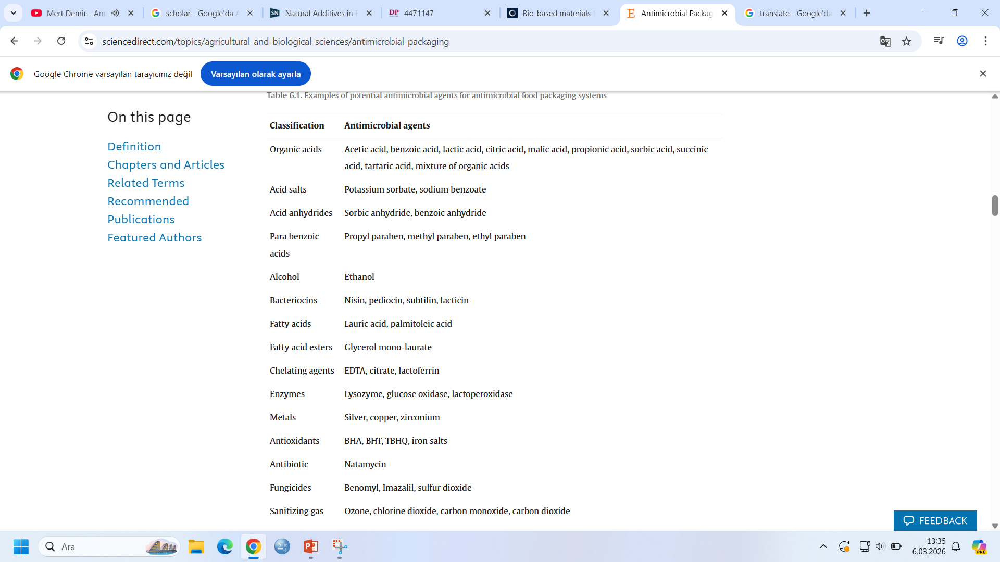 Mert Demir - Am
scholar - Google'da A
Natural Additives in E
DP 4471147
Bio-based materials f
Antimicrobial Packag
translate - Google'da
sciencedirect.com/topics/agricultural-and-biological-sciences/antimicrobial-packaging
Google Chrome varsayılan tarayıcınız değil
Varsayılan olarak ayarla
Table 6.1. Examples of potential antimicrobial agents for antimicrobial food packaging systems
On this page
Definition
Chapters and Articles
Related Terms
Recommended
Publications
Featured Authors
Classification Antimicrobial agents
Organic acids Acetic acid, benzoic acid, lactic acid, citric acid, malic acid, propionic acid, sorbic acid, succinic
acid, tartaric acid, mixture of organic acids
Acid salts Potassium sorbate, sodium benzoate
Acid anhydrides Sorbic anhydride, benzoic anhydride
Para benzoic Propyl paraben, methyl paraben, ethyl paraben
acids
Alcohol Ethanol
Bacteriocins Nisin, pediocin, subtilin, lacticin
Fatty acids Lauric acid, palmitoleic acid
Fatty acid esters Glycerol mono-laurate
Chelating agents EDTA, citrate, lactoferrin
Enzymes Lysozyme, glucose oxidase, lactoperoxidase
Metals Silver, copper, zirconium
Antioxidants BHA, BHT, TBHQ, iron salts
Antibiotic Natamycin
Fungicides Benomyl, Imazalil, sulfur dioxide
Sanitizing gas Ozone, chlorine dioxide, carbon monoxide, carbon dioxide
FEEDBACK
Ara
13:35
6.03.2026
PRE